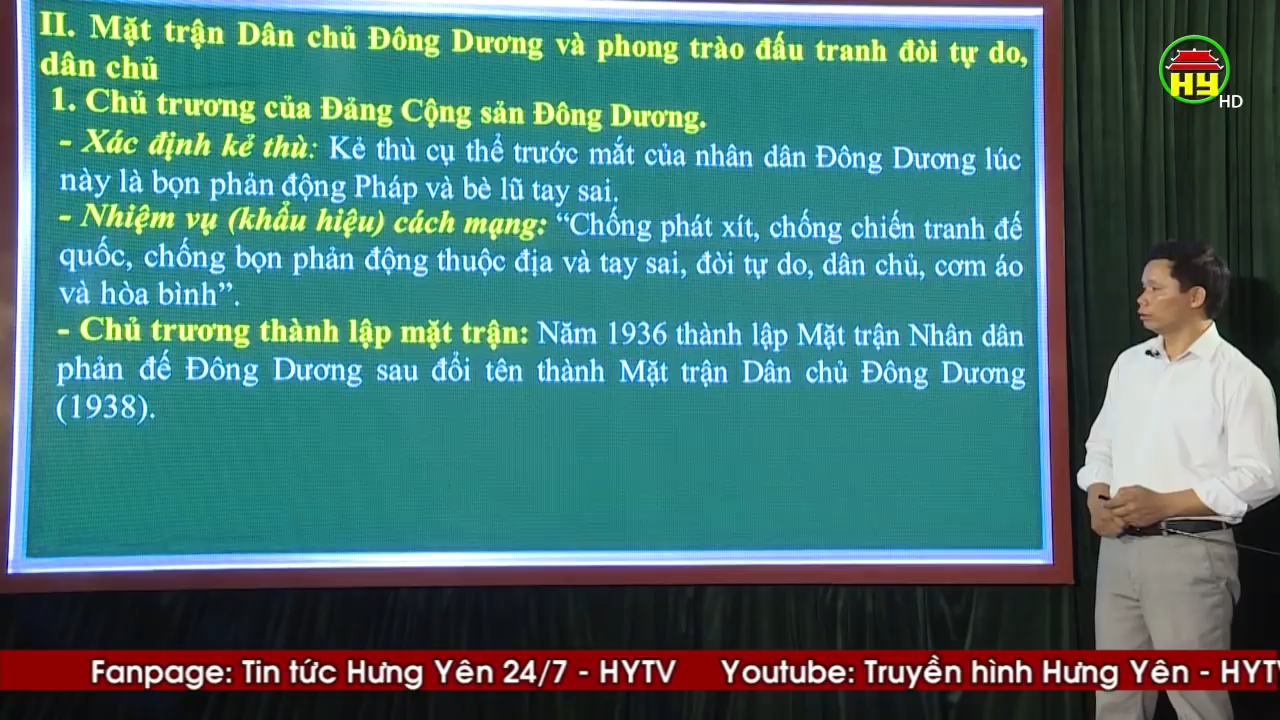 II. Mặt trận Dân chủ Đông Dương và phong trào đấu tranh đòi tự do,
dân chủ
1. Chủ trương của Đảng Cộng sản Đông Dương.
- Xác định kẻ thù: Kẻ thù cụ thể trước mắt của nhân dân Đông Dương lúc
này là bọn phản động Pháp và bè lũ tay sai.
- Nhiệm vụ (khẩu hiệu) cách mạng: “Chống phát xít, chống chiến tranh đế
quốc, chống bọn phản động thuộc địa và tay sai, đòi tự do, dân chủ, cơm áo
và hòa bình”.
- Chủ trương thành lập mặt trận: Năm 1936 thành lập Mặt trận Nhân dân
phản đế Đông Dương sau đổi tên thành Mặt trận Dân chủ Đông Dương
(1938).
HY
HD
Fanpage: Tin tức Hưng Yên 24/7 - HYTV Youtube: Truyền hình Hưng Yên - HYT